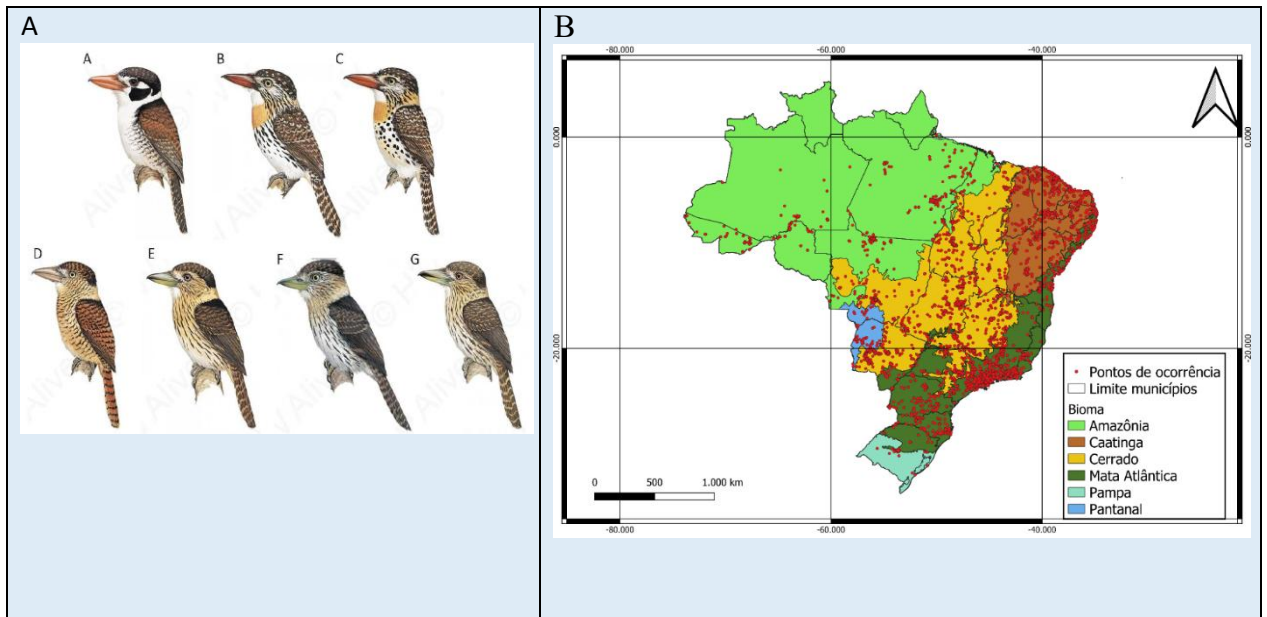 A
A
B
C
D
E
F
G
B
-80.000
-60.000
-40.000
0.000
0.000
-20.000
-20.000
Pontos de ocorrência
Limite municípios
Bioma
Amazônia
Caatinga
Cerrado
Mata Atlântica
Pampa
Pantanal
0 500 1.000 km
-80.000
-60.000
-40.000